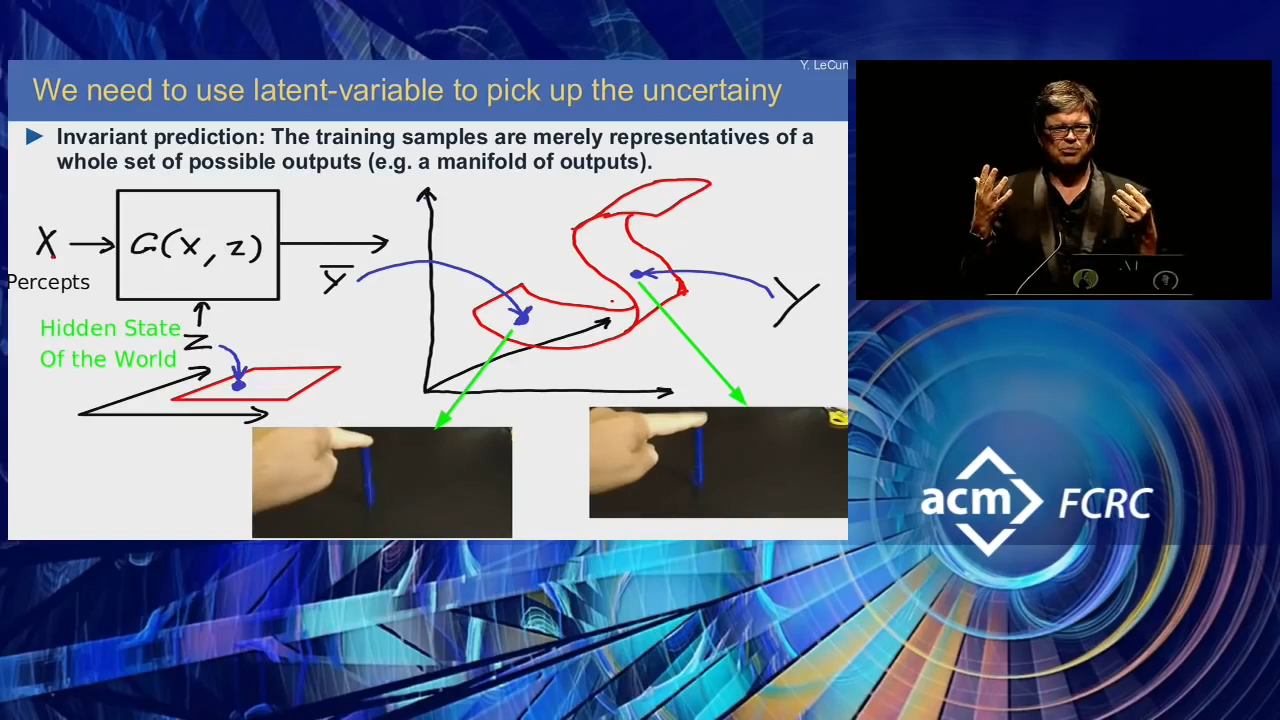 Y. LeCun
We need to use latent-variable to pick up the uncertainy
Invariant prediction: The training samples are merely representatives of a
whole set of possible outputs (e.g. a manifold of outputs).
X
G(X, Z)
Percepts
Y
Y
Hidden State
Of the World
Z
acm FCRC